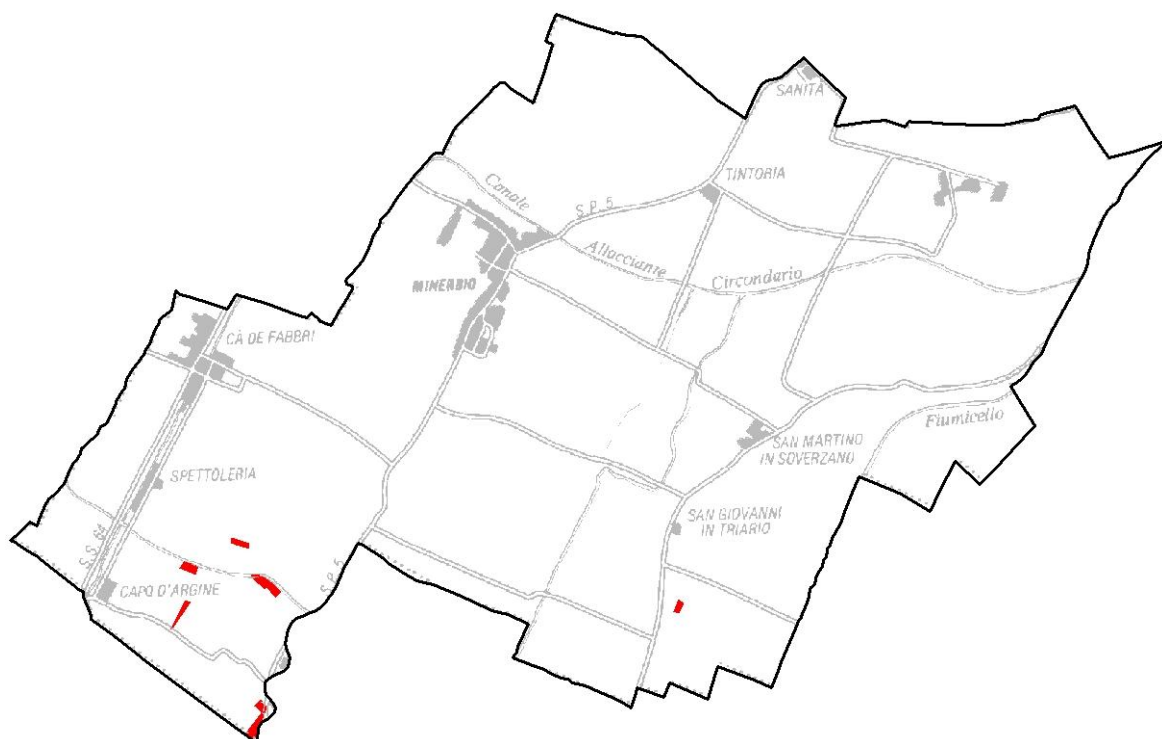 SANITÀ
TINTORIA
Canale
S.P. 5
Allacciante
Circondario
MINERBIO
CÀ DE FABBRI
Fiumicello
SAN MARTINO
IN SOVERZANO
SPETTOLERIA
SAN GIOVANNI
IN TRIARIO
S.S. 64
S.P. 5
CAPO D'ARGINE